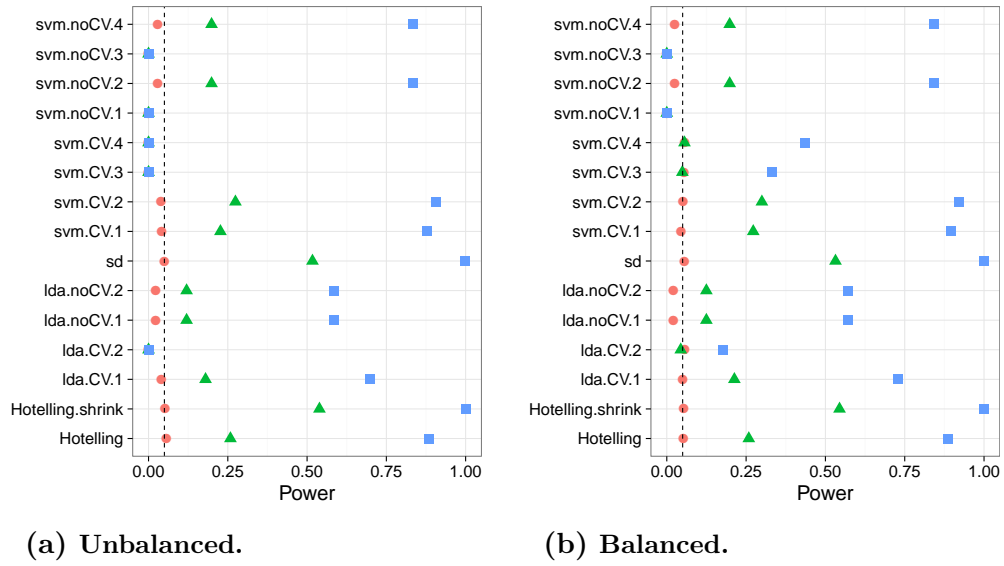 svm.noCV.4
svm.noCV.3
svm.noCV.2
svm.noCV.1
svm.CV.4
svm.CV.3
svm.CV.2
svm.CV.1
sd
lda.noCV.2
lda.noCV.1
lda.CV.2
lda.CV.1
Hotelling.shrink
Hotelling
0.00 0.25 0.50 0.75 1.00
Power
(a) Unbalanced.
svm.noCV.4
svm.noCV.3
svm.noCV.2
svm.noCV.1
svm.CV.4
svm.CV.3
svm.CV.2
svm.CV.1
sd
lda.noCV.2
lda.noCV.1
lda.CV.2
lda.CV.1
Hotelling.shrink
Hotelling
0.00 0.25 0.50 0.75 1.00
Power
(b) Balanced.